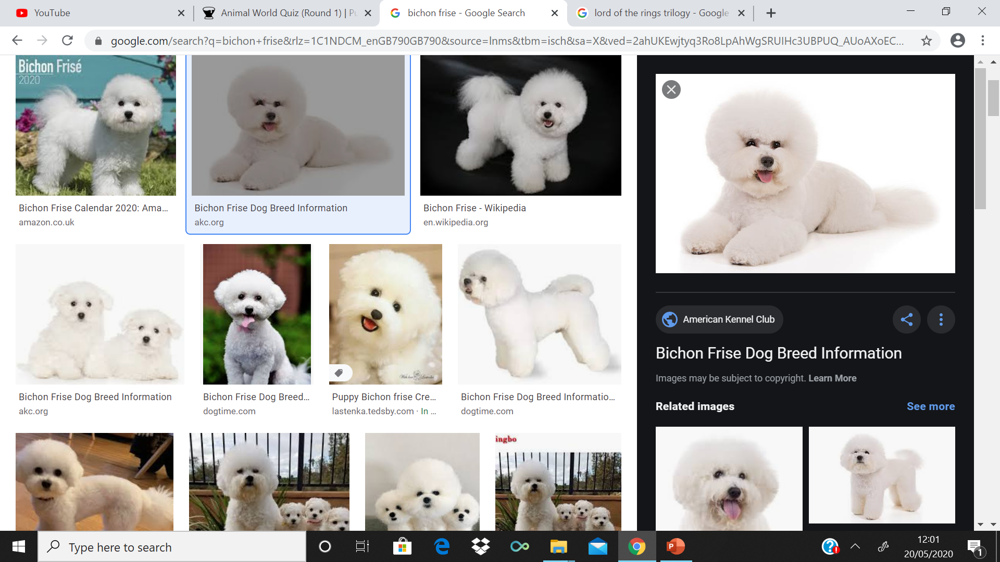 YouTube
Animal World Quiz (Round 1) | Pu
bichon frise - Google Search
lord of the rings trilogy - Google
google.com/search?q=bichon+frise&rlz=1C1NDCM_enGB790GB790&source=lnms&tbm=isch&sa=X&ved=2ahUKEwjtyq3Ro8LpAhWgSRUIHc3UBPUQ_AUoAXoEC...
Bichon Frisé
2020
Bichon Frise Calendar 2020: Ama...
amazon.co.uk
Bichon Frise Dog Breed Information
akc.org
Bichon Frise - Wikipedia
en.wikipedia.org
Bichon Frise Dog Breed Information
akc.org
Bichon Frise Dog Breed...
dogtime.com
With love Lastenka
Puppy Bichon frise Cre...
lastenka.tedsby.com · In ...
Bichon Frise Dog Breed Informatio...
dogtime.com
ingbo
American Kennel Club
Bichon Frise Dog Breed Information
Images may be subject to copyright. Learn More
Related images
See more
Type here to search
P
12:01
20/05/2020
1